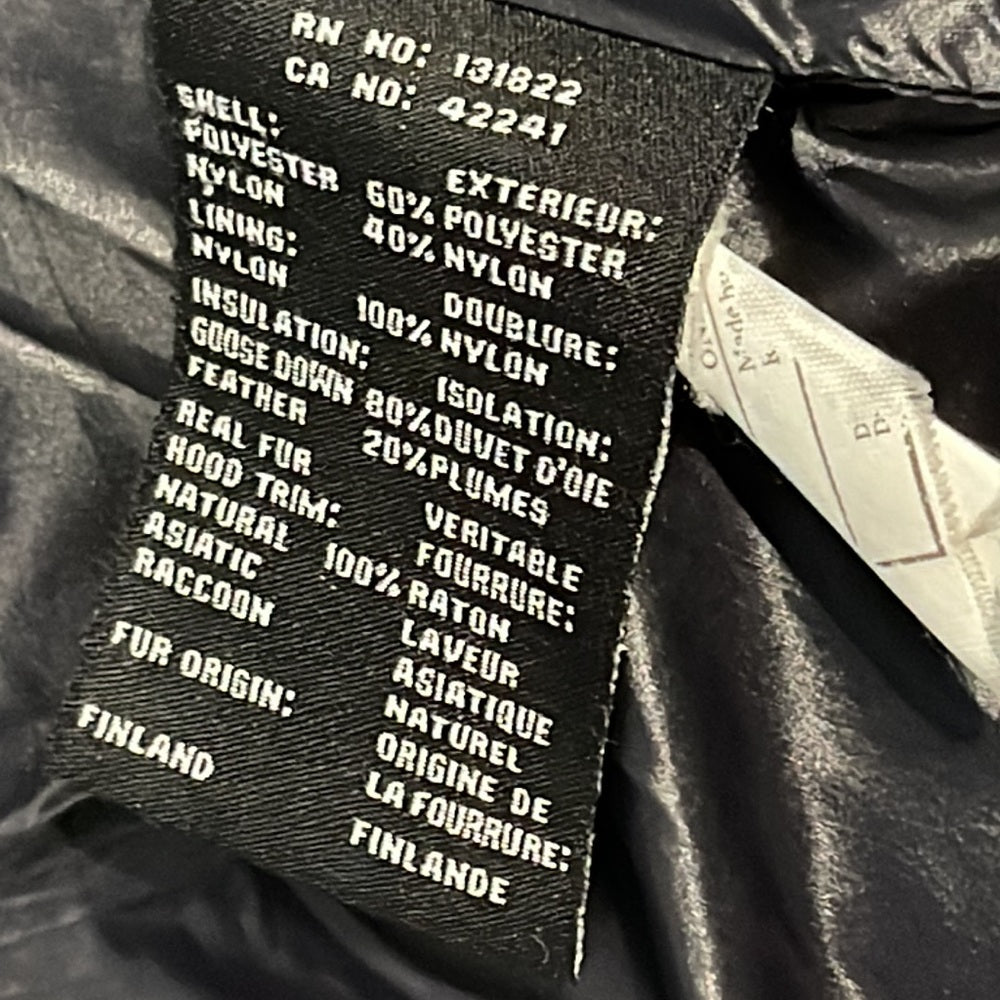 RN NO: 131822
CA NO: 42241
SHELL:
POLYESTER 60%
NYLON 40%
LINING:
NYLON 100%
INSULATION:
GOOSE DOWN 80%
FEATHER 20%
REAL FUR
HOOD TRIM:
NATURAL 100%
ASIATIC
RACCOON
FUR ORIGIN:
FINLAND
EXTERIEUR:
POLYESTER
NYLON
DOUBLURE:
NYLON
ISOLATION:
DUVET D'OIE
PLUMES
VERITABLE
FOURRURE:
RATON
LAVEUR
ASIATIQUE
NATUREL
ORIGINE DE
LA FOURRURE:
FINLANDE
Made